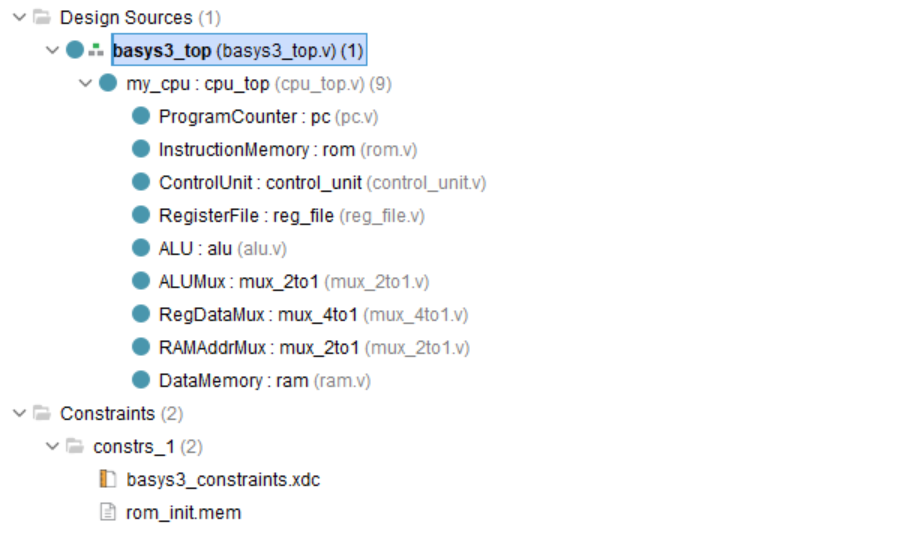 Design Sources (1)
basys3_top (basys3_top.v) (1)
my_cpu : cpu_top (cpu_top.v) (9)
ProgramCounter : pc (pc.v)
InstructionMemory : rom (rom.v)
ControlUnit : control_unit (control_unit.v)
RegisterFile : reg_file (reg_file.v)
ALU : alu (alu.v)
ALUMux : mux_2to1 (mux_2to1.v)
RegDataMux : mux_4to1 (mux_4to1.v)
RAMAddrMux : mux_2to1 (mux_2to1.v)
DataMemory : ram (ram.v)
Constraints (2)
constrs_1 (2)
basys3_constraints.xdc
rom_init.mem